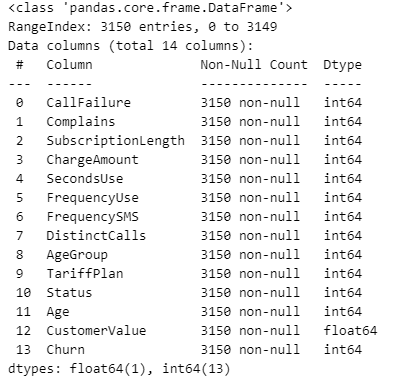 <class 'pandas.core.frame.DataFrame'>
RangeIndex: 3150 entries, 0 to 3149
Data columns (total 14 columns):
 #   Column              Non-Null Count  Dtype
---  ------              --------------  -----
 0   CallFailure         3150 non-null   int64
 1   Complains           3150 non-null   int64
 2   SubscriptionLength  3150 non-null   int64
 3   ChargeAmount        3150 non-null   int64
 4   SecondsUse          3150 non-null   int64
 5   FrequencyUse        3150 non-null   int64
 6   FrequencySMS        3150 non-null   int64
 7   DistinctCalls       3150 non-null   int64
 8   AgeGroup            3150 non-null   int64
 9   TariffPlan          3150 non-null   int64
 10  Status              3150 non-null   int64
 11  Age                 3150 non-null   int64
 12  CustomerValue       3150 non-null   float64
 13  Churn               3150 non-null   int64
dtypes: float64(1), int64(13)